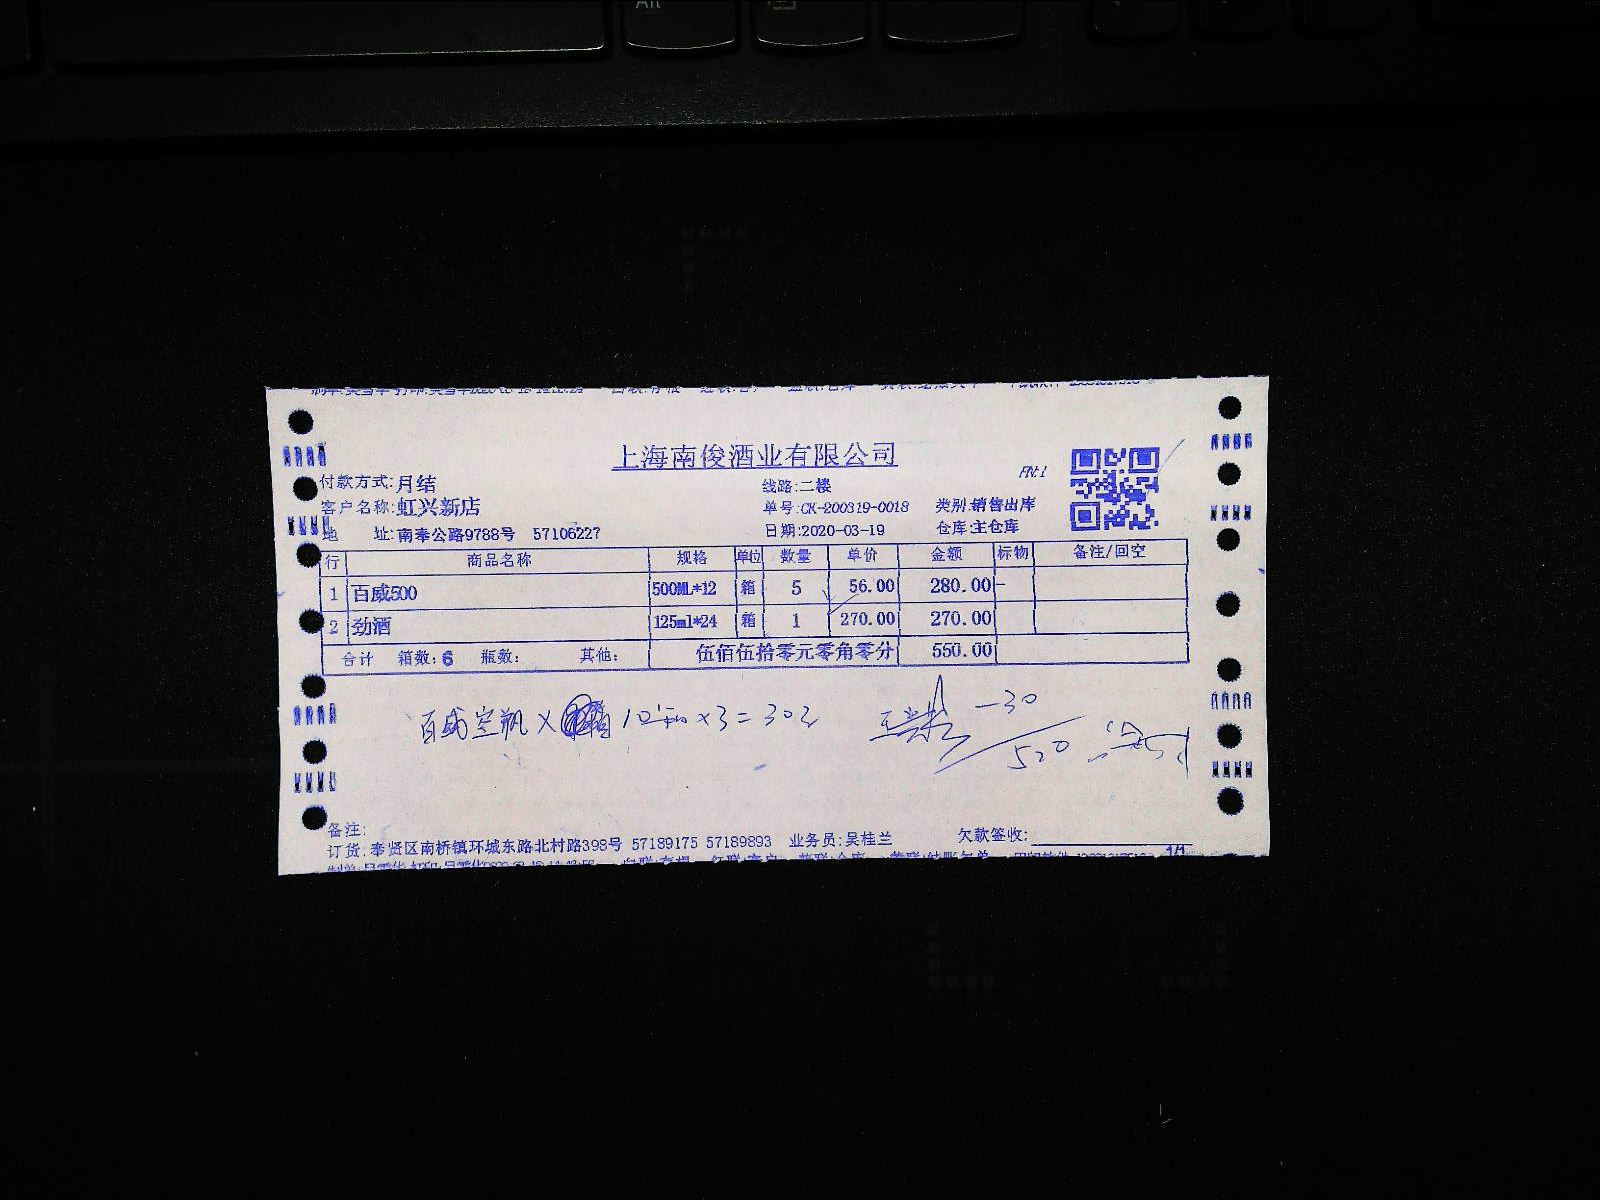 Alt
上海南俊酒业有限公司
付款方式:月结 线路:二楼
客户名称:虹兴新店 单号:CK-200319-0018 类别:销售出库
地 址:南奉公路9788号 57106227 日期:2020-03-19 仓库:主仓库
行 商品名称 规格 单位 数量 单价 金额 标物 备注/回空
1 百威500 500ML*12 箱 5 56.00 280.00 -
2 劲酒 125ml*24 箱 1 270.00 270.00
合计 箱数:6 瓶数: 其他: 伍佰伍拾零元零角零分 550.00
百威空瓶 × 10 ×3=30 -30
520
备注:
订货:奉贤区南桥镇环城东路北村路398号 57189175 57189893 业务员:吴桂兰 欠款签收: